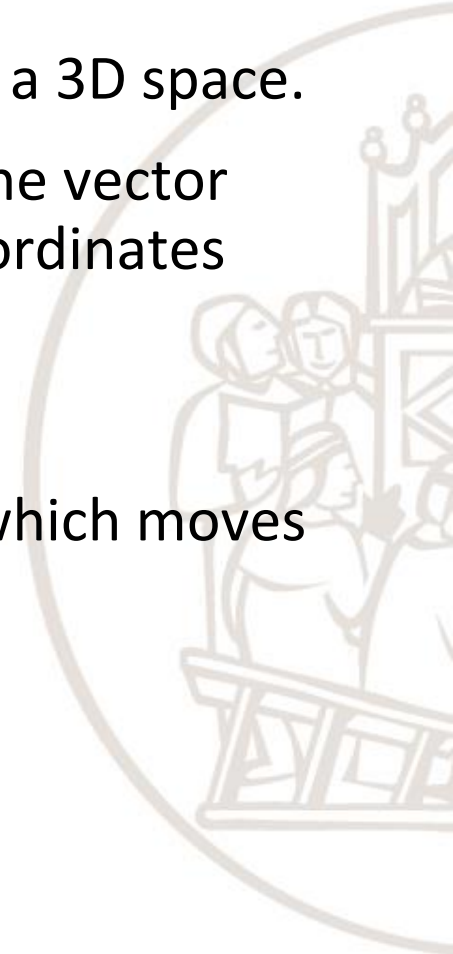 a 3D space.
he vector
ordinates
which moves